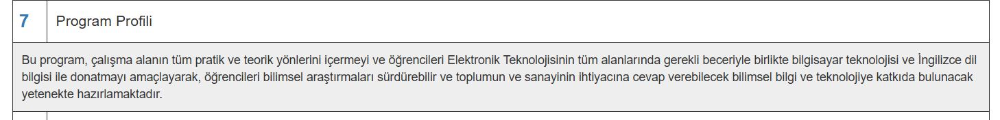 7 Program Profili
Bu program, çalışma alanın tüm pratik ve teorik yönlerini içermeyi ve öğrencileri Elektronik Teknolojisinin tüm alanlarında gerekli beceriyle birlikte bilgisayar teknolojisi ve İngilizce dil
bilgisi ile donatmayı amaçlayarak, öğrencileri bilimsel araştırmaları sürdürebilir ve toplumun ve sanayinin ihtiyacına cevap verebilecek bilimsel bilgi ve teknolojiye katkıda bulunacak
yetenekte hazırlamaktadır.